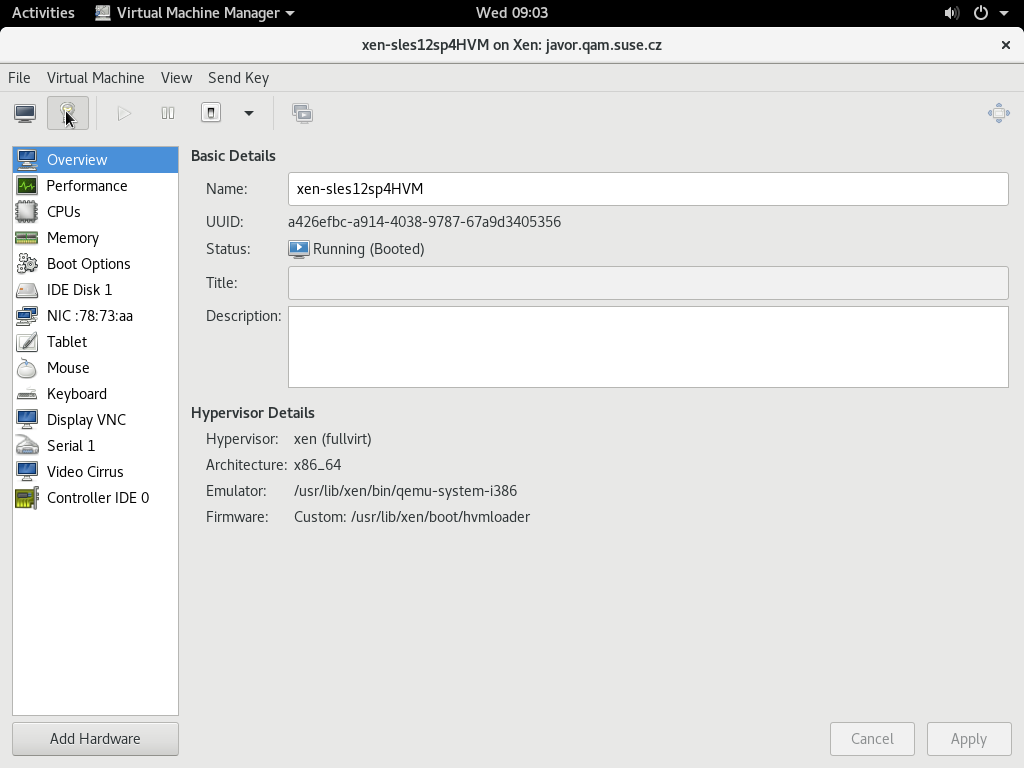 Activities Virtual Machine Manager Wed 09:03
xen-sles12sp4HVM on Xen: javor.qam.suse.cz
File Virtual Machine View Send Key
Overview
Performance
CPUs
Memory
Boot Options
IDE Disk 1
NIC :78:73:aa
Tablet
Mouse
Keyboard
Display VNC
Serial 1
Video Cirrus
Controller IDE 0
Add Hardware
Basic Details
Name: xen-sles12sp4HVM
UUID: a426efbc-a914-4038-9787-67a9d3405356
Status: Running (Booted)
Title:
Description:
Hypervisor Details
Hypervisor: xen (fullvirt)
Architecture: x86_64
Emulator: /usr/lib/xen/bin/qemu-system-i386
Firmware: Custom: /usr/lib/xen/boot/hvmloader
Cancel Apply